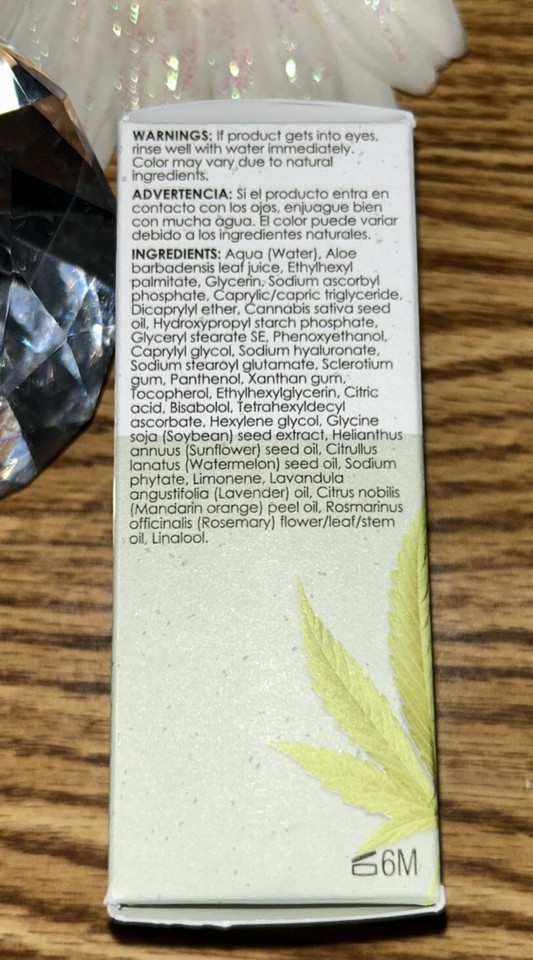 WARNINGS: If product gets into eyes,
rinse well with water immediately.
Color may vary due to natural
ingredients.
ADVERTENCIA: Si el producto entra en
contacto con los ojos, enjuague bien
con mucha agua. El color puede variar
debido a los ingredientes naturales.
INGREDIENTS: Aqua (Water), Aloe
barbadensis leaf juice, Ethylhexyl
palmitate, Glycerin, Sodium ascorbyl
phosphate, Caprylic/capric triglyceride,
Dicaprylyl ether, Cannabis sativa seed
oil, Hydroxypropyl starch phosphate,
Glyceryl stearate SE, Phenoxyethanol,
Caprylyl glycol, Sodium hyaluronate,
Sodium stearoyl glutamate, Sclerotium
gum, Panthenol, Xanthan gum,
Tocopherol, Ethylhexylglycerin, Citric
acid, Bisabolol, Tetrahexyldecyl
ascorbate, Hexylene glycol, Glycine
soja (Soybean) seed extract, Helianthus
annuus (Sunflower) seed oil, Citrullus
lanatus (Watermelon) seed oil, Sodium
phytate, Limonene, Lavandula
angustifolia (Lavender) oil, Citrus nobilis
(Mandarin orange) peel oil, Rosmarinus
officinalis (Rosemary) flower/leaf/stem
oil, Linalool.
6M